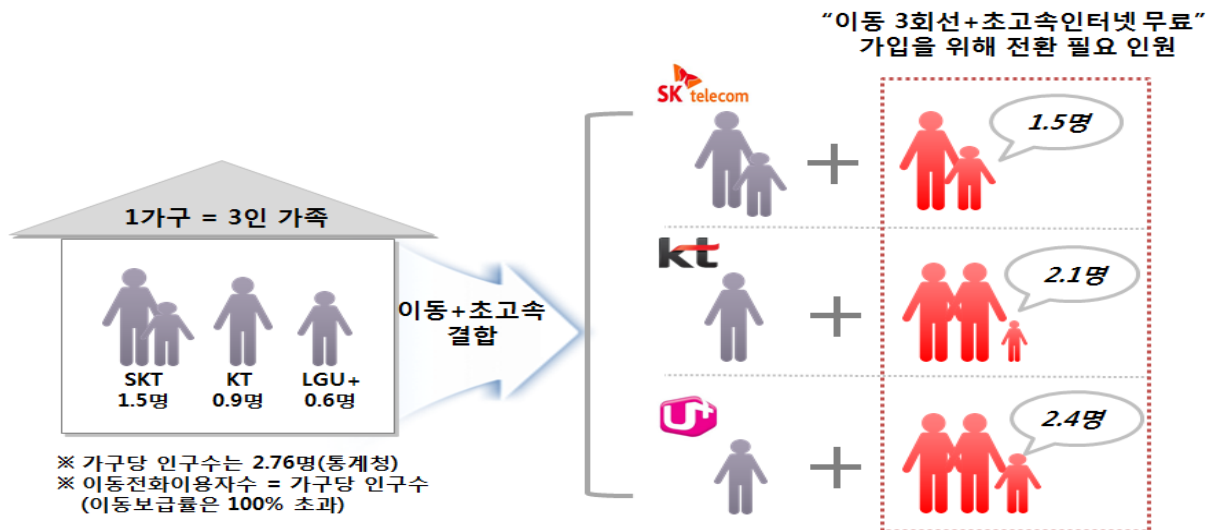 “이동 3회선+초고속인터넷 무료”
가입을 위해 전환 필요 인원
SK telecom
1.5명
1가구 = 3인 가족
kt
2.1명
이동+초고속
결합
SKT
1.5명
KT
0.9명
LGU+
0.6명
U+
2.4명
※ 가구당 인구수는 2.76명(통계청)
※ 이동전화이용자수 = 가구당 인구수
(이동보급률은 100% 초과)